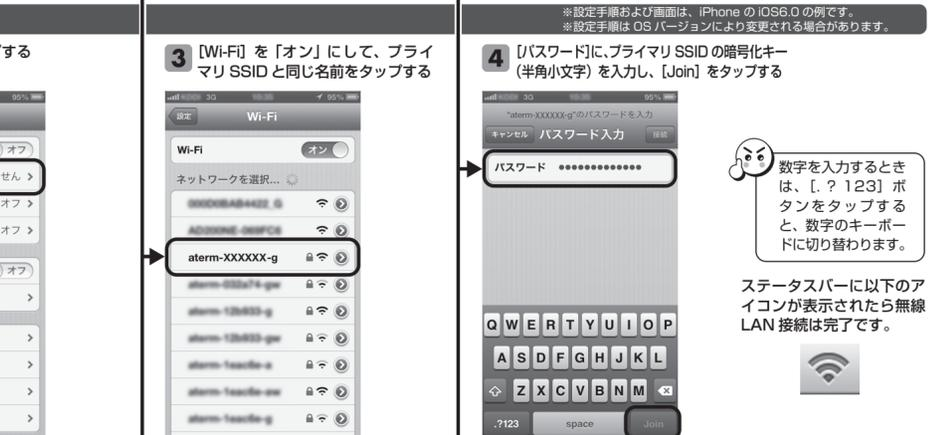 ※設定手順および画面は、iPhone の iOS6.0 の例です。
※設定手順は OS バージョンにより変更される場合があります。
する
95%
オフ
せん
オフ
オフ
オフ
3 [Wi-Fi] を「オン」にして、プライ
マリ SSID と同じ名前をタップする
3G 95%
設定 Wi-Fi
Wi-Fi オン
ネットワークを選択...
aterm-XXXXXX-g
4 [パスワード]に、プライマリ SSID の暗号化キー
(半角小文字) を入力し、[Join] をタップする
3G 95%
"aterm-XXXXXX-g"のパスワードを入力
キャンセル パスワード入力 接続
パスワード ●●●●●●●●●●●●●
Q W E R T Y U I O P
A S D F G H J K L
Z X C V B N M
.?123 space Join
数字を入力するとき
は、[. ? 123] ボ
タンをタップする
と、数字のキーボー
ドに切り替わります。
ステータスバーに以下のア
イコンが表示されたら無線
LAN 接続は完了です。